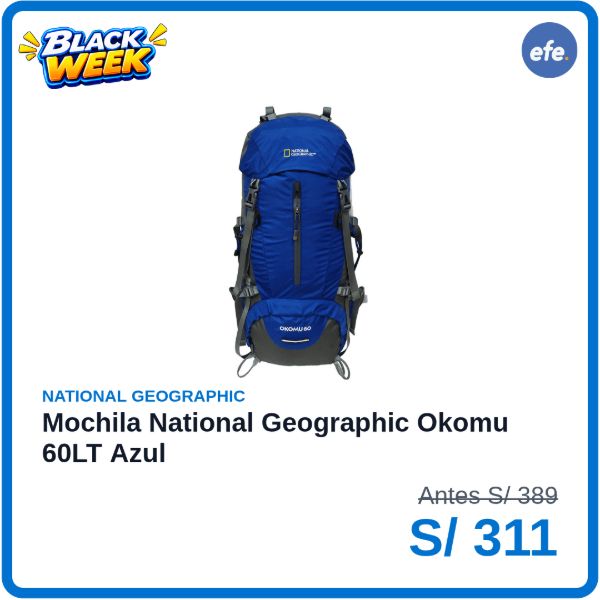 BLACK
WEEK
efe.
NATIONAL
GEOGRAPHIC
OKOMU 60
NATIONAL GEOGRAPHIC
Mochila National Geographic Okomu
60LT Azul
Antes S/ 389
S/ 311